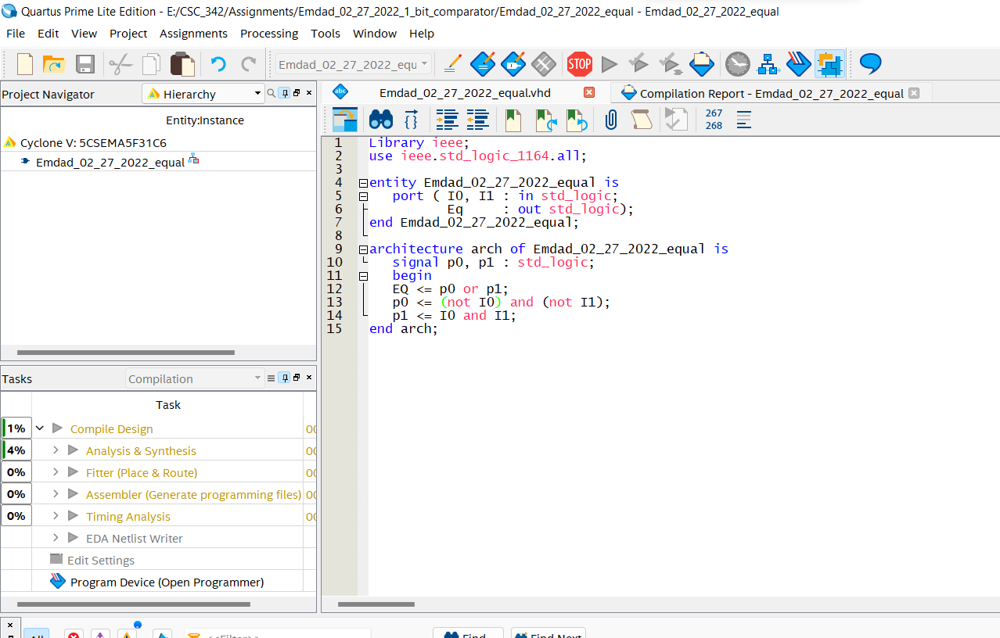 Quartus Prime Lite Edition - E:/CSC_342/Assignments/Emdad_02_27_2022_1_bit_comparator/Emdad_02_27_2022_equal - Emdad_02_27_2022_equal
File Edit View Project Assignments Processing Tools Window Help
Emdad_02_27_2022_equ
STOP
Project Navigator
Hierarchy
Entity:Instance
Cyclone V: 5CSEMA5F31C6
Emdad_02_27_2022_equal
abc
Emdad_02_27_2022_equal.vhd
Compilation Report - Emdad_02_27_2022_equal
267
268
1 Library ieee;
2 use ieee.std_logic_1164.all;
3
4 entity Emdad_02_27_2022_equal is
5 port ( I0, I1 : in std_logic;
6 Eq : out std_logic);
7 end Emdad_02_27_2022_equal;
8
9 architecture arch of Emdad_02_27_2022_equal is
10 signal p0, p1 : std_logic;
11 begin
12 EQ <= p0 or p1;
13 p0 <= (not I0) and (not I1);
14 p1 <= I0 and I1;
15 end arch;
Tasks
Compilation
Task
1% Compile Design 00
4% Analysis & Synthesis 00
0% Fitter (Place & Route) 00
0% Assembler (Generate programming files) 00
0% Timing Analysis 00
EDA Netlist Writer
Edit Settings
Program Device (Open Programmer)
All
<<Filter>>
Find
Find Next